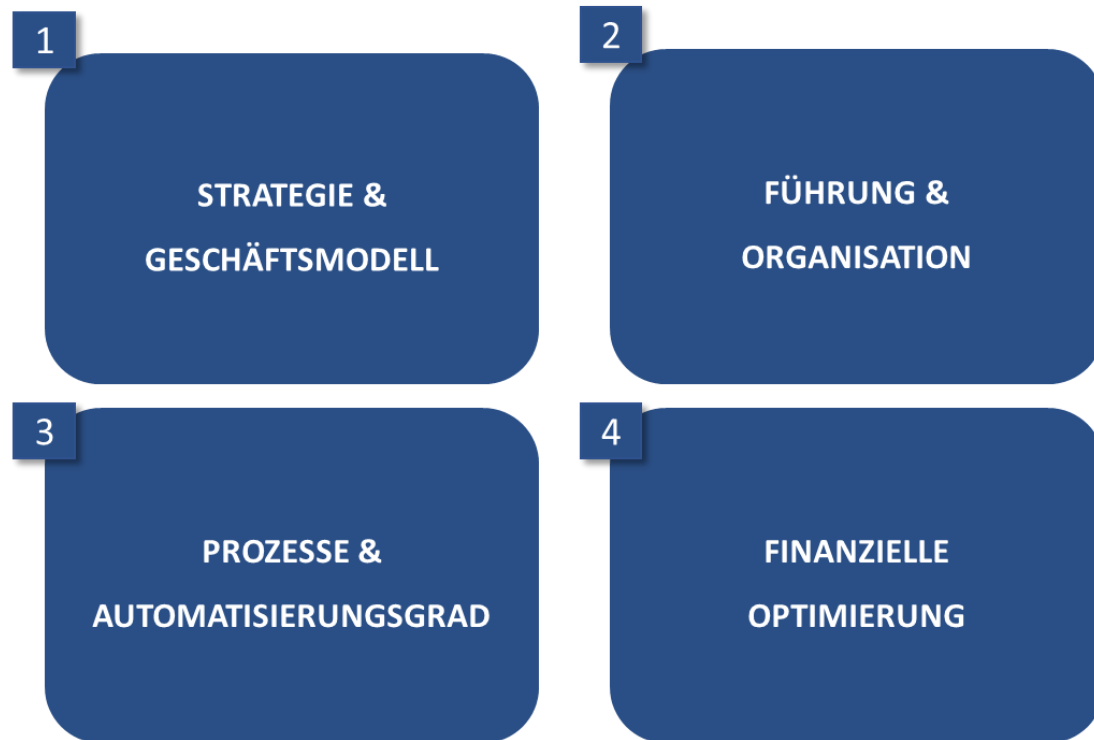 1
STRATEGIE &
GESCHÄFTSMODELL
2
FÜHRUNG &
ORGANISATION
3
PROZESSE &
AUTOMATISIERUNGSGRAD
4
FINANZIELLE
OPTIMIERUNG